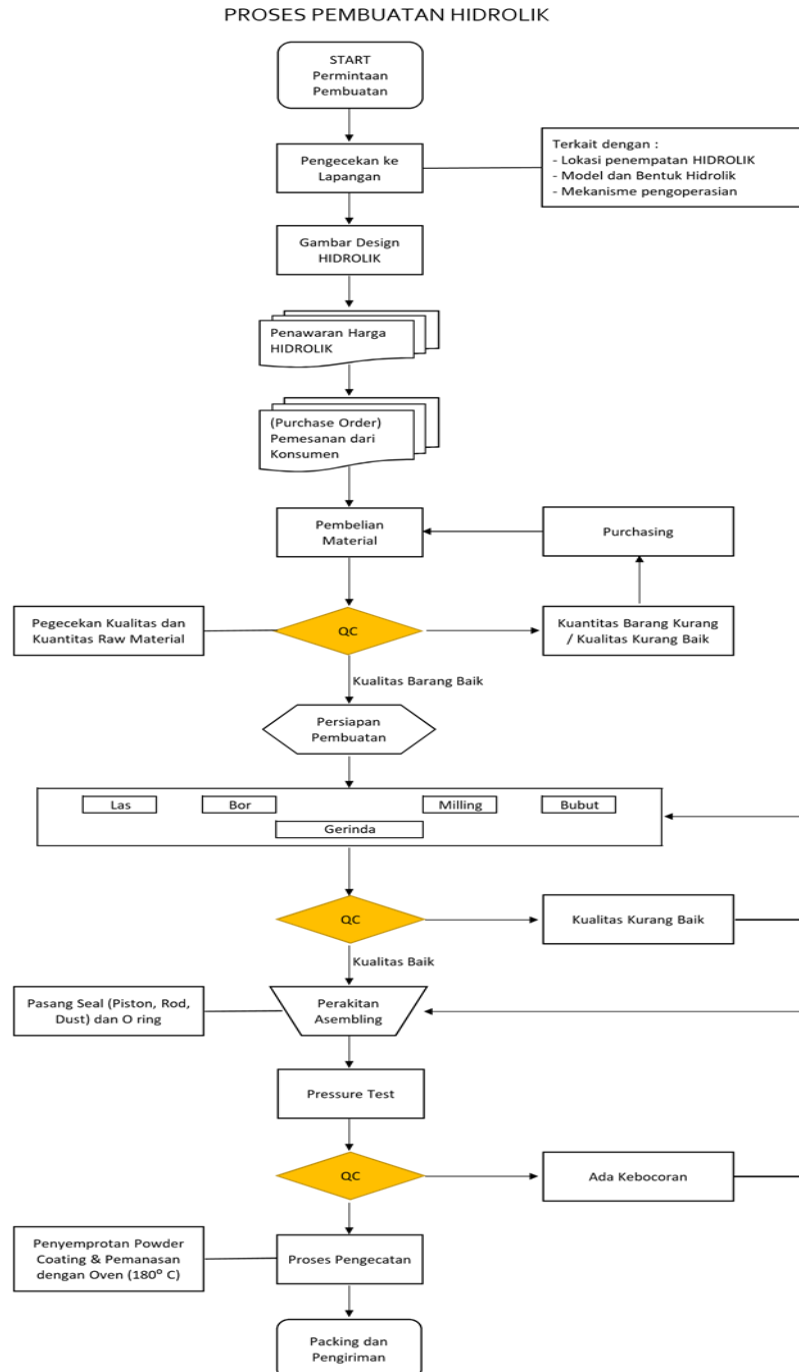 PROSES PEMBUATAN HIDROLIK
START
Permintaan
Pembuatan
Pengecekan ke
Lapangan
Terkait dengan :
- Lokasi penempatan HIDROLIK
- Model dan Bentuk Hidrolik
- Mekanisme pengoperasian
Gambar Design
HIDROLIK
Penawaran Harga
HIDROLIK
(Purchase Order)
Pemesanan dari
Konsumen
Pembelian
Material
Purchasing
Pegecekan Kualitas dan
Kuantitas Raw Material
QC
Kuantitas Barang Kurang
/ Kualitas Kurang Baik
Kualitas Barang Baik
Persiapan
Pembuatan
Las
Bor
Milling
Bubut
Gerinda
QC
Kualitas Kurang Baik
Kualitas Baik
Pasang Seal (Piston, Rod,
Dust) dan O ring
Perakitan
Asembling
Pressure Test
QC
Ada Kebocoran
Penyemprotan Powder
Coating & Pemanasan
dengan Oven (180° C)
Proses Pengecatan
Packing dan
Pengiriman